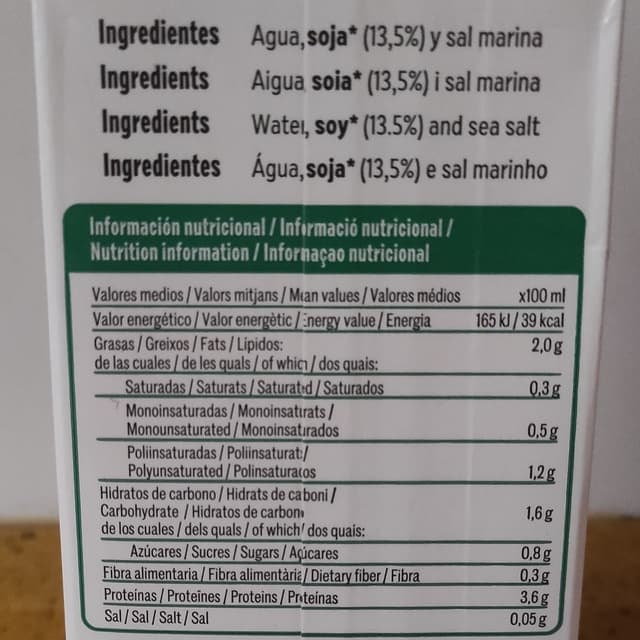 Ingredientes Agua, soja* (13,5%) y sal marina
Ingredients Aigua soia* (13,5%) i sal marina
Ingredients Water, soy* (13.5%) and sea salt
Ingredientes Água, soja* (13,5%) e sal marinho
Información nutricional / Informació nutricional /
Nutrition information / Informaçao nutricional
Valores medios / Valors mitjans / Mean values / Valores médios x100 ml
Valor energético / Valor energètic / Energy value / Energia 165 kJ / 39 kcal
Grasas / Greixos / Fats / Lipidos: 2,0 g
de las cuales / de les quals / of which / dos quais:
Saturadas / Saturats / Saturated / Saturados 0,3 g
Monoinsaturadas / Monoinsaturats /
Monounsaturated / Monoinsaturados 0,5 g
Poliinsaturadas / Poliinsaturat /
Polyunsaturated / Polinsaturados 1,2 g
Hidratos de carbono / Hidrats de carboni /
Carbohydrate / Hidratos de carbono 1,6 g
de los cuales / dels quals / of which / dos quais:
Azúcares / Sucres / Sugars / Açúcares 0,8 g
Fibra alimentaria / Fibra alimentària / Dietary fiber / Fibra 0,3 g
Proteínas / Proteïnes / Proteins / Proteínas 3,6 g
Sal / Sal / Salt / Sal 0,05 g